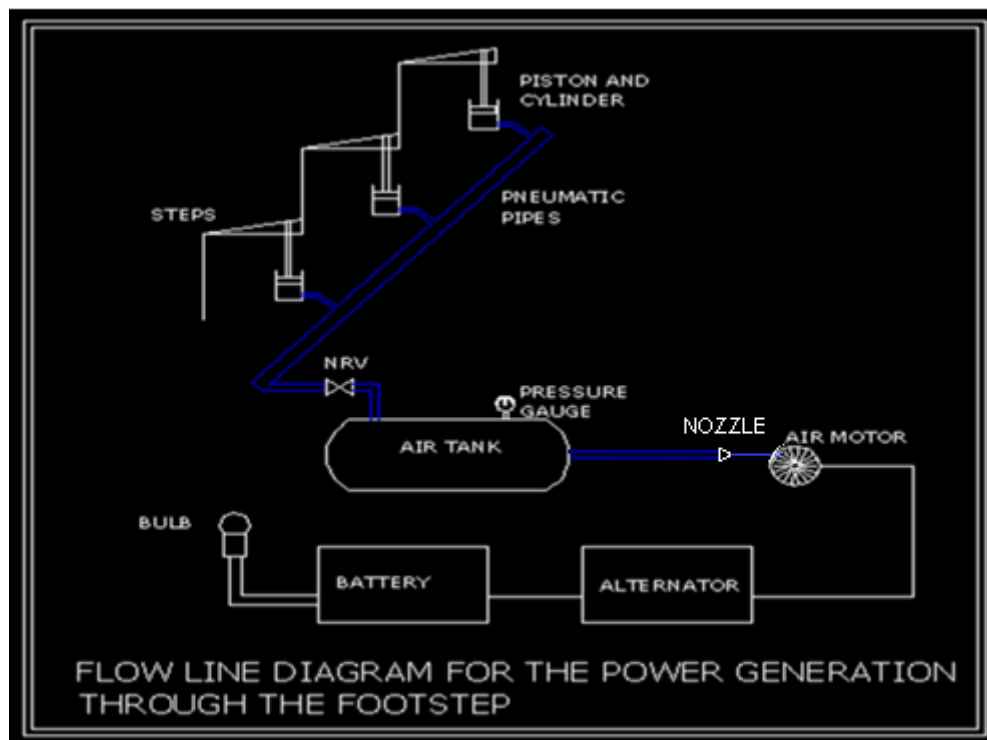 PISTON AND
CYLINDER
PNEUMATIC
PIPES
STEPS
NRV
PRESSURE
GAUGE
NOZZLE
AIR MOTOR
AIR TANK
BULB
BATTERY
ALTERNATOR
FLOW LINE DIAGRAM FOR THE POWER GENERATION
THROUGH THE FOOTSTEP